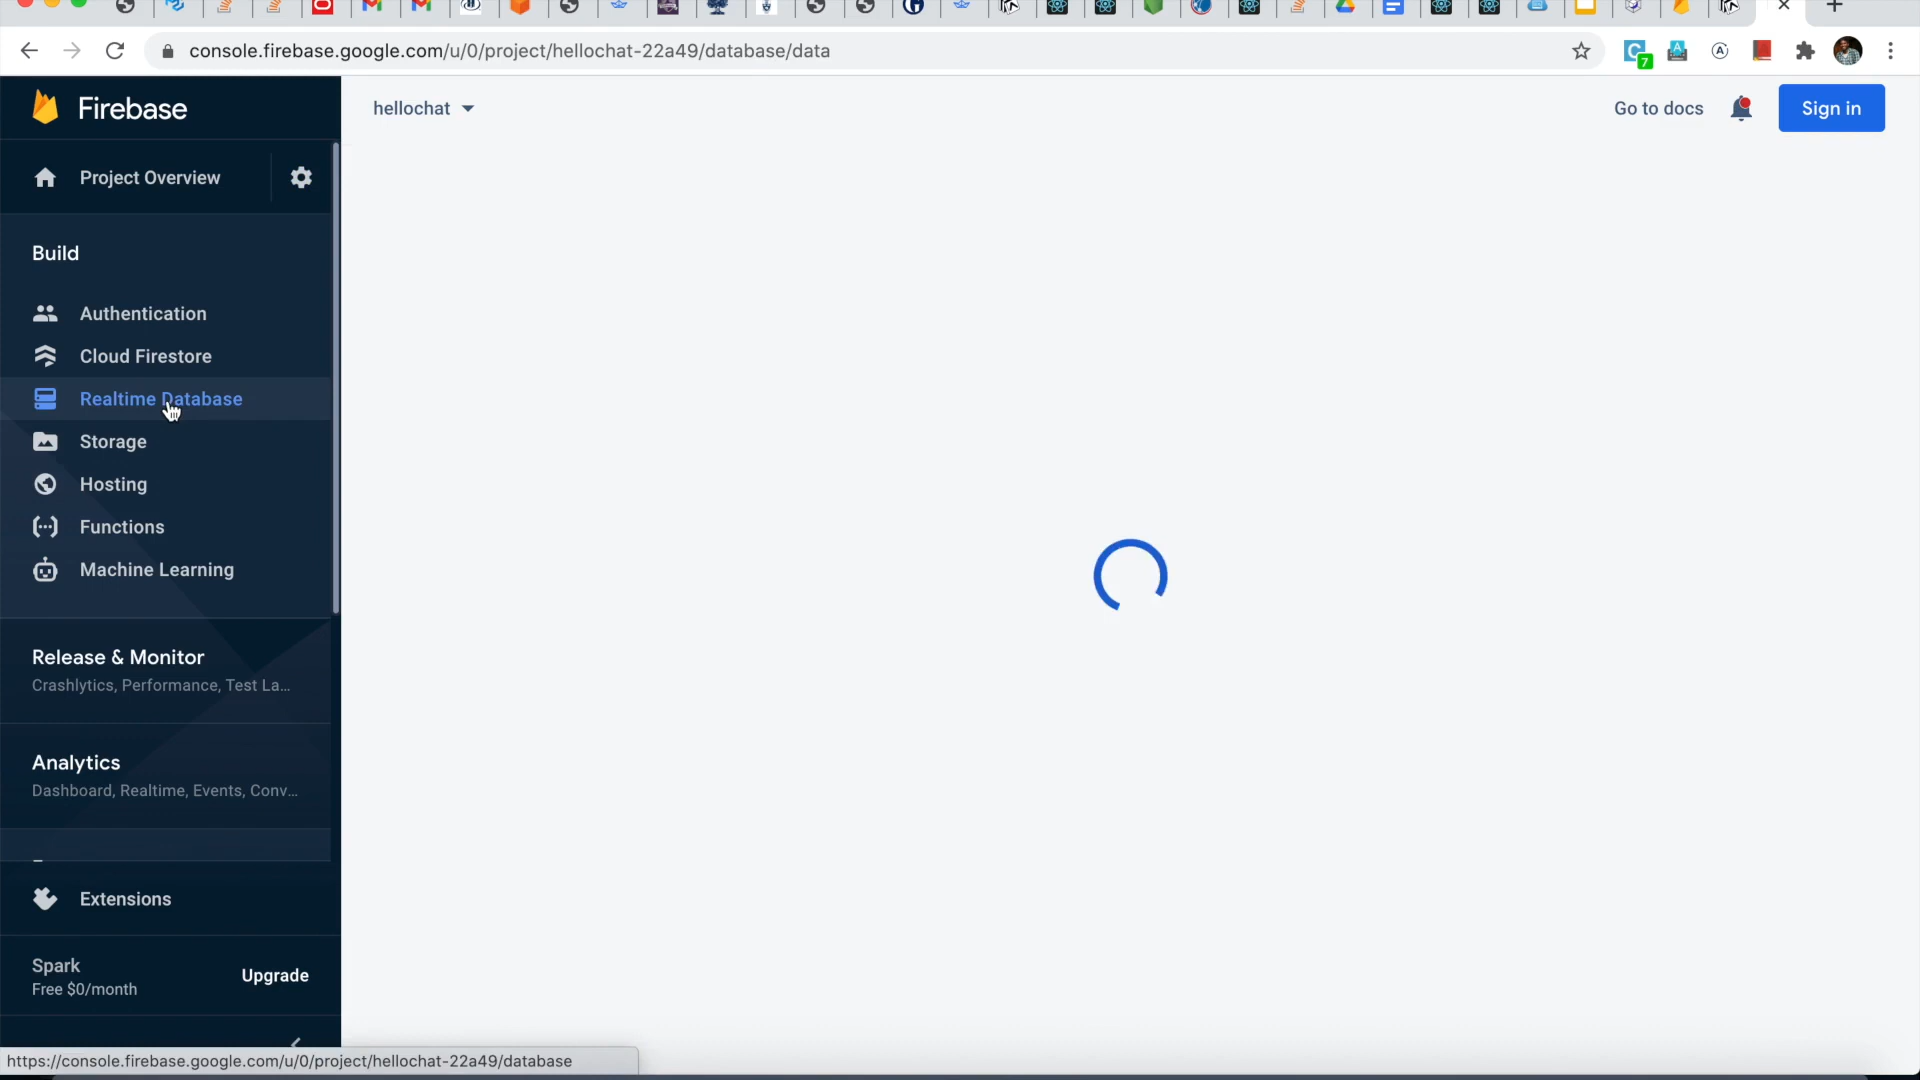 console.firebase.google.com/u/0/project/hellochat-22a49/database/data
7
Firebase
hellochat
Go to docs
Sign in
Project Overview
Build
Authentication
Cloud Firestore
Realtime Database
Storage
Hosting
Functions
Machine Learning
Release & Monitor
Crashlytics, Performance, Test La...
Analytics
Dashboard, Realtime, Events, Conv...
Extensions
Spark
Free $0/month
Upgrade
https://console.firebase.google.com/u/0/project/hellochat-22a49/database